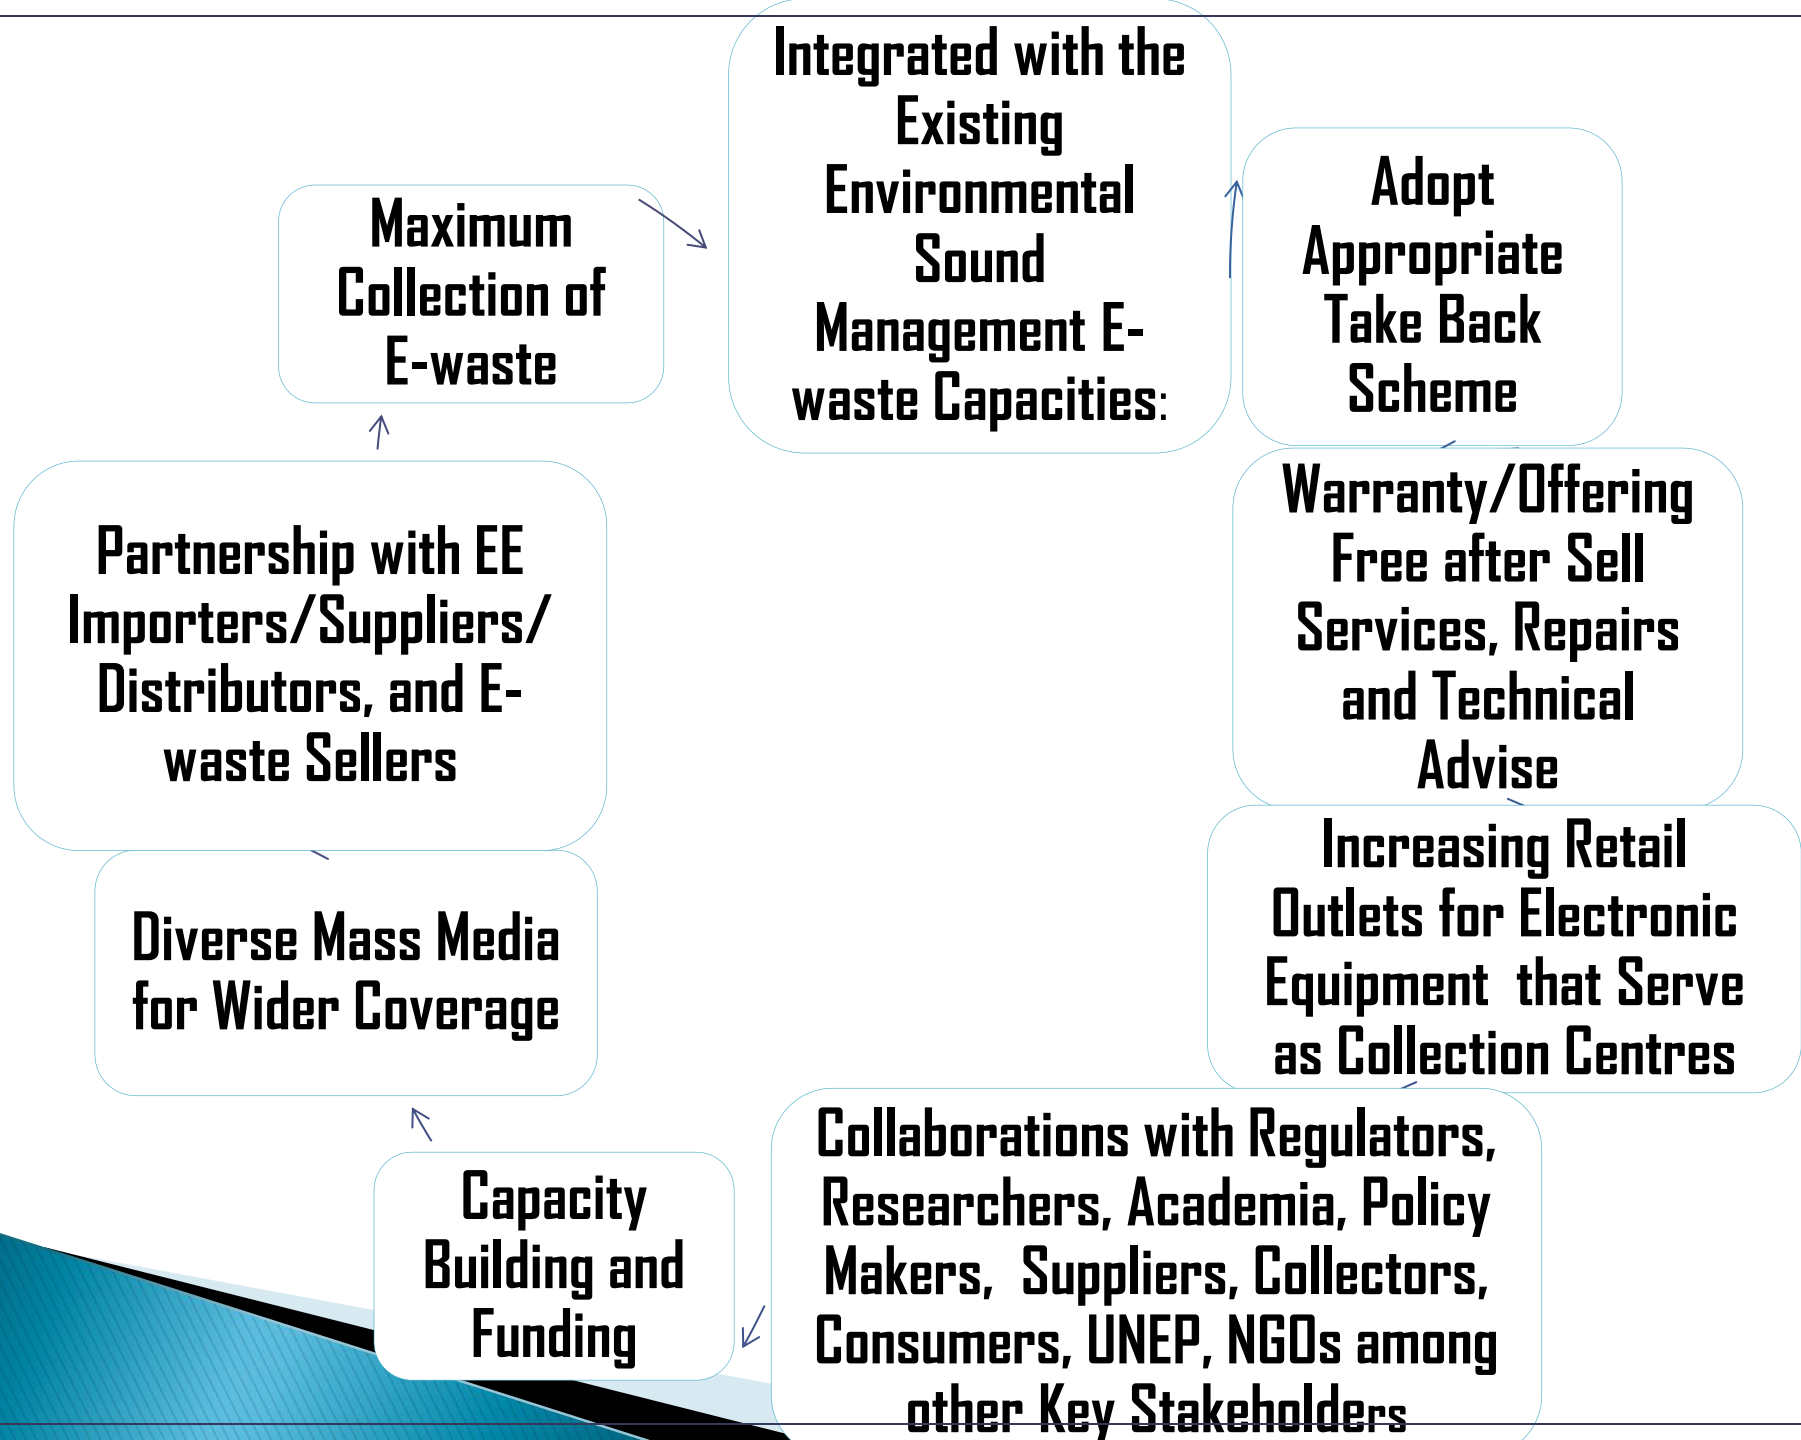 Integrated with the
Existing
Environmental
Sound
Management E-
waste Capacities:
Adopt
Appropriate
Take Back
Scheme
Warranty/Offering
Free after Sell
Services, Repairs
and Technical
Advise
Increasing Retail
Outlets for Electronic
Equipment  that Serve
as Collection Centres
Collaborations with Regulators,
Researchers, Academia, Policy
Makers,  Suppliers, Collectors,
Consumers, UNEP, NGOs among
other Key Stakeholders
Capacity
Building and
Funding
Diverse Mass Media
for Wider Coverage
Partnership with EE
Importers/Suppliers/
Distributors, and E-
waste Sellers
Maximum
Collection of
E-waste